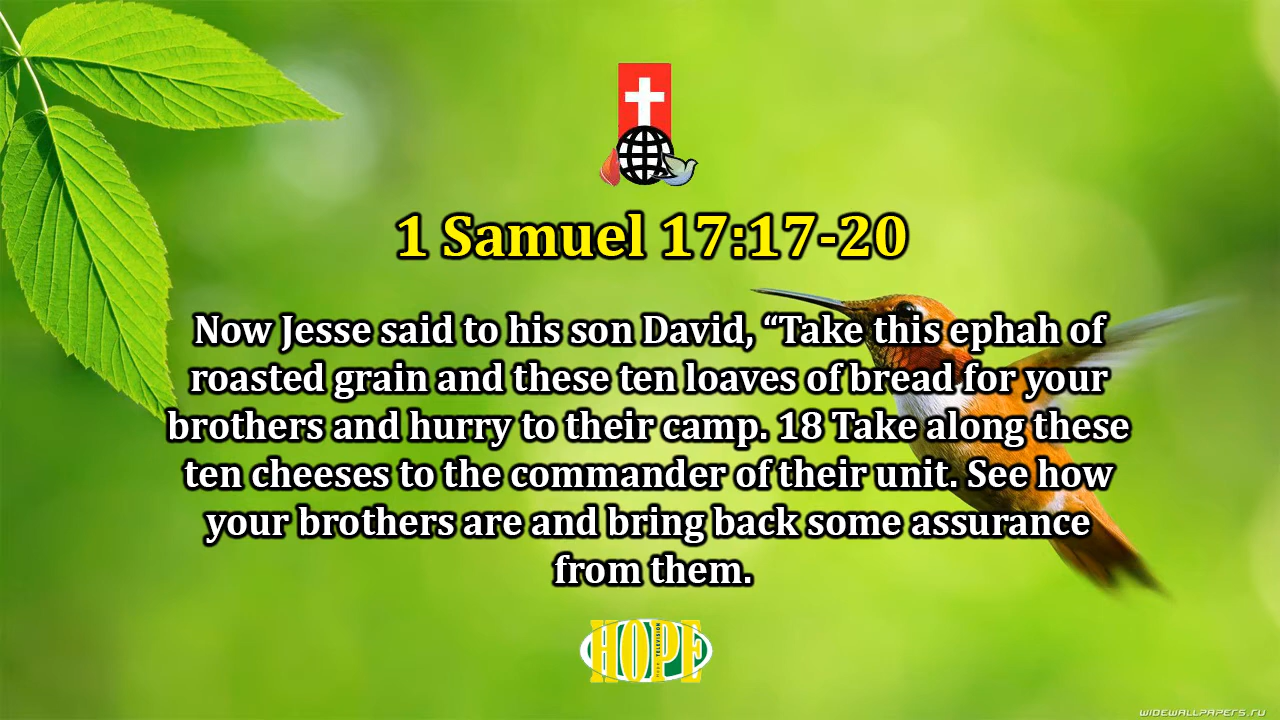 1 Samuel 17:17-20
Now Jesse said to his son David, “Take this ephah of
roasted grain and these ten loaves of bread for your
brothers and hurry to their camp. 18 Take along these
ten cheeses to the commander of their unit. See how
your brothers are and bring back some assurance
from them.
HOPE
TELEVISION
WIDEWALLPAPERS.RU